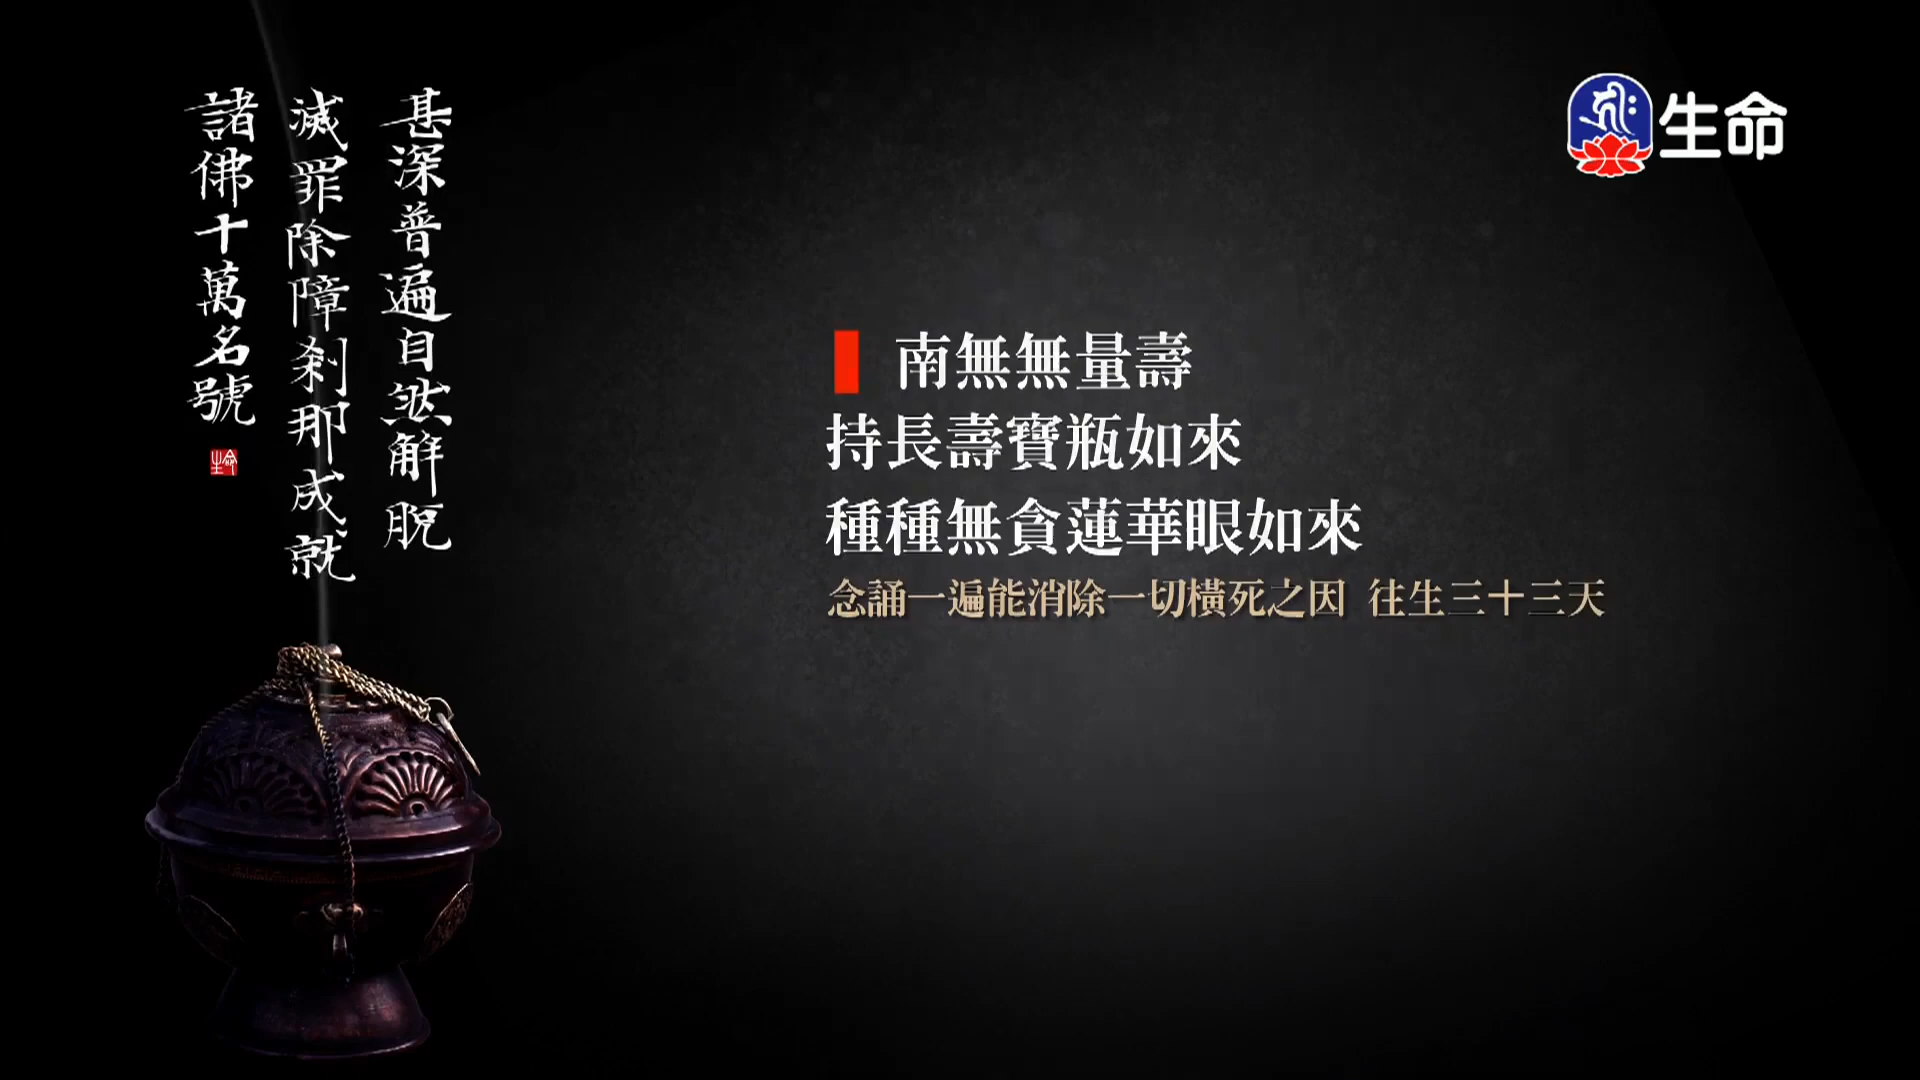 甚深普遍自然解脫
滅罪除障剎那成就
諸佛十萬名號
生命
生命
南無無量壽
持長壽寶瓶如來
種種無貪蓮華眼如來
念誦一遍能消除一切橫死之因 往生三十三天